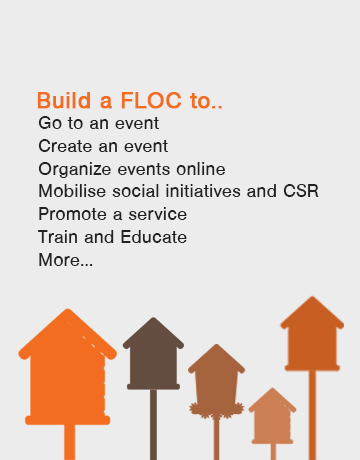 Build a FLOC to..
Go to an event
Create an event
Organize events online
Mobilise social initiatives and CSR
Promote a service
Train and Educate
More...